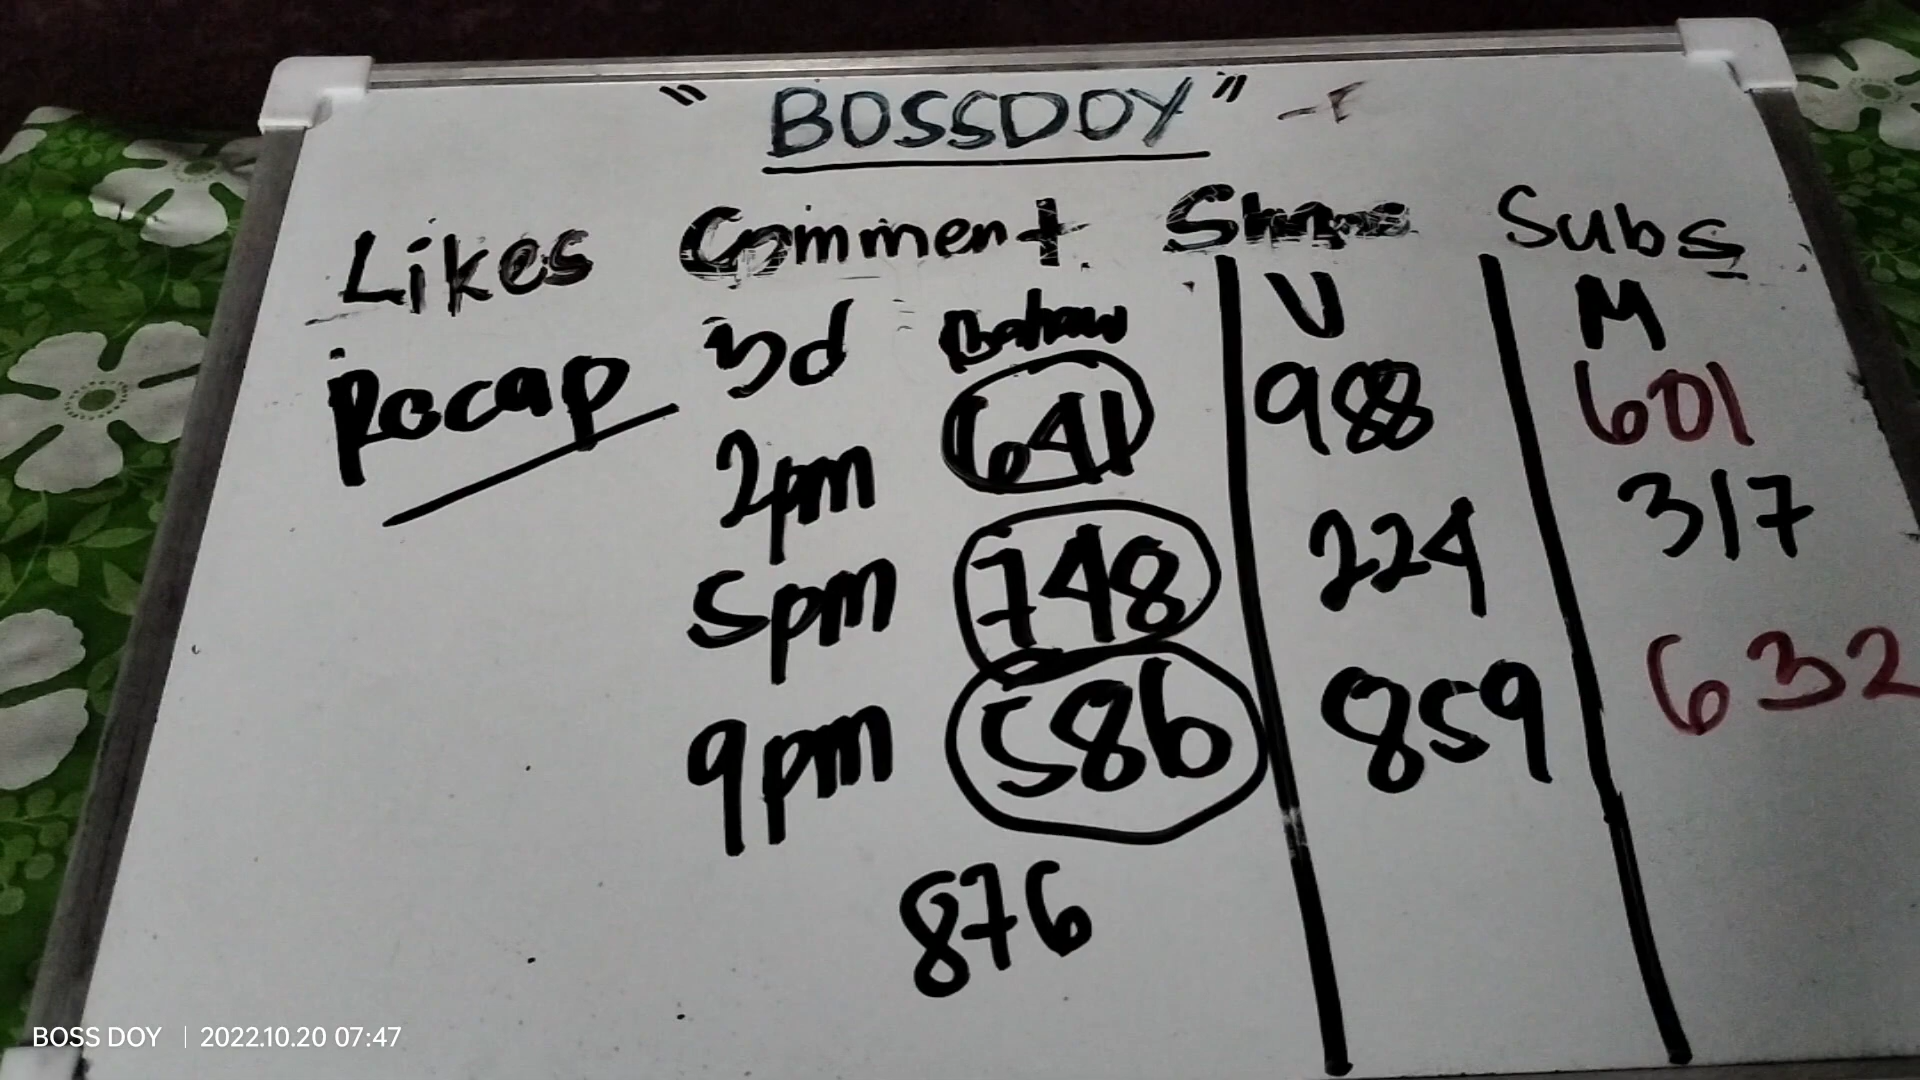 " BOSSDOY "
Likes Comment Share Subs
Recap 3d V M
2pm 641 988 601
5pm 748 224 317
9pm 586 859 632
876
BOSS DOY | 2022.10.20 07:47